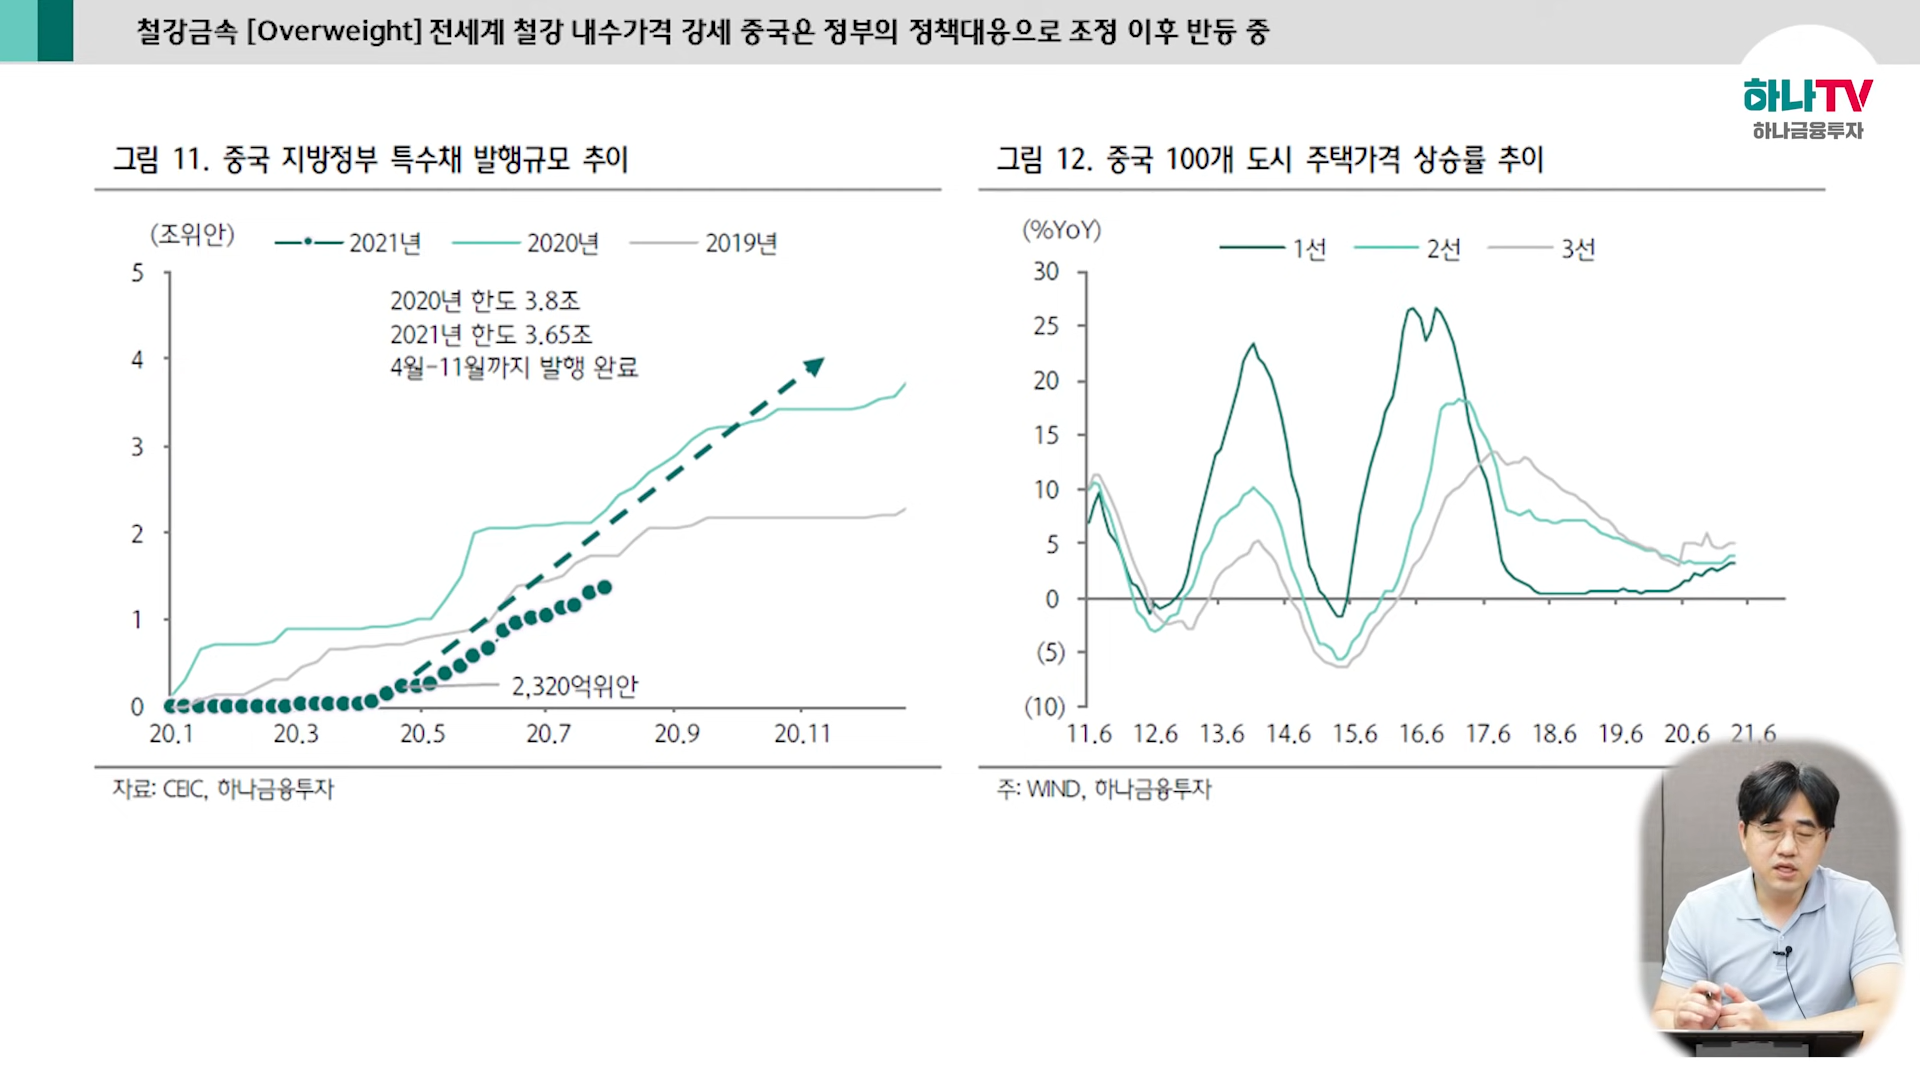 철강금속 [Overweight] 전세계 철강 내수가격 강세 중국은 정부의 정책대응으로 조정 이후 반등 중
하나TV
하나금융투자
그림 11. 중국 지방정부 특수채 발행규모 추이
(조위안)
2021년
2020년
2019년
2020년 한도 3.8조
2021년 한도 3.65조
4월-11월까지 발행 완료
5
4
3
2
1
0
2,320억위안
20.1
20.3
20.5
20.7
20.9
20.11
자료: CEIC, 하나금융투자
그림 12. 중국 100개 도시 주택가격 상승률 추이
(%YoY)
1선
2선
3선
30
25
20
15
10
5
0
(5)
(10)
11.6
12.6
13.6
14.6
15.6
16.6
17.6
18.6
19.6
20.6
21.6
주: WIND, 하나금융투자